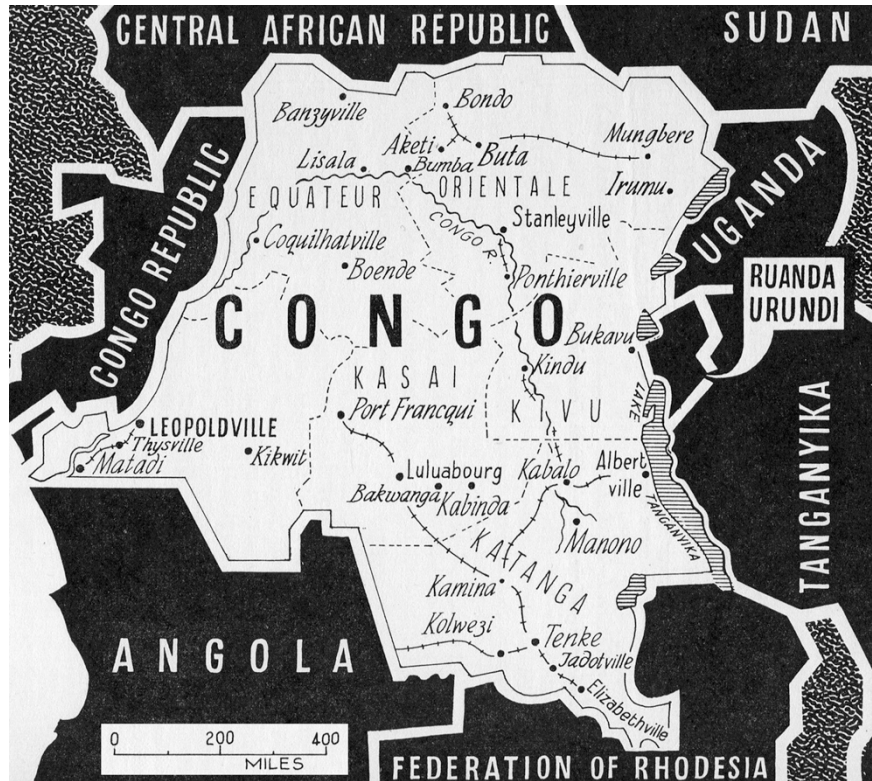 CENTRAL AFRICAN REPUBLIC
SUDAN
Banzyville
Bondo
Mungbere
Aketi
Buta
Lisala
Bumba
EQUATEUR
ORIENTALE
Irumu
UGANDA
CONGO REPUBLIC
Coquilhatville
CONGO R.
Stanleyville
Boende
Ponthierville
RUANDA
URUNDI
CONGO
Bukavu
KASAI
Kindu
KIVU
LAKE
TANGANYIKA
Port Francqui
LEOPOLDVILLE
Thysville
Matadi
Kikwit
Luluabourg
Kabalo
Albert
ville
Bakwanga
Kabinda
Manono
TANGANYIKA
KATANGA
Kamina
Kolwezi
Tenke
Jadotville
Elizabethville
ANGOLA
0 200 400
MILES
FEDERATION OF RHODESIA